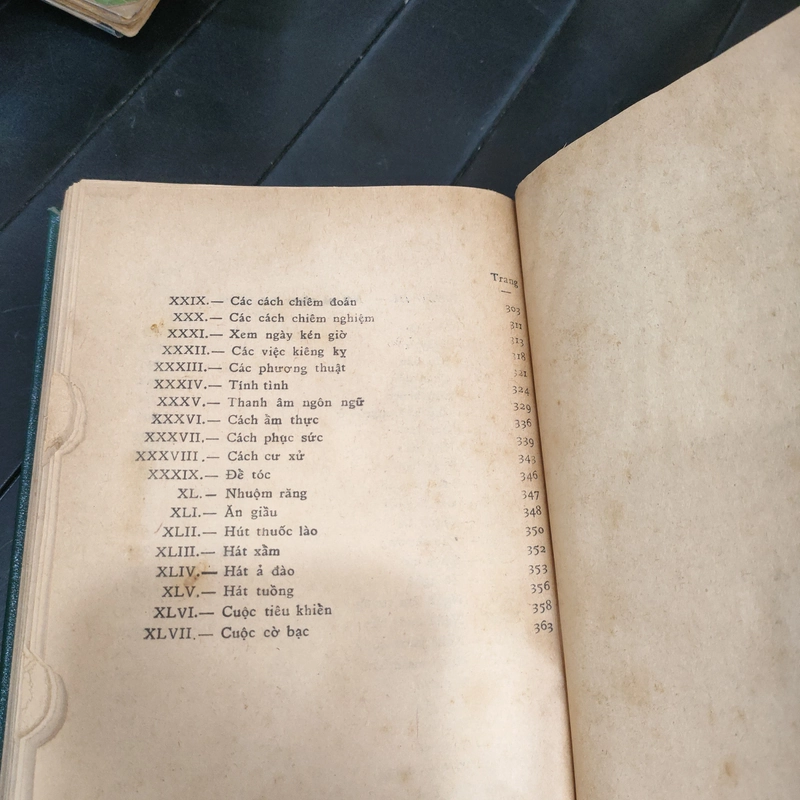 Trang
XXIX.— Các cách chiêm đoán 303
XXX.— Các cách chiêm nghiệm 311
XXXI.— Xem ngày kén giờ 313
XXXII.— Các việc kiêng kỵ 318
XXXIII.— Các phương thuật 321
XXXIV.— Tính tình 324
XXXV.— Thanh âm ngôn ngữ 329
XXXVI.— Cách ẩm thực 336
XXXVII.— Cách phục sức 339
XXXVIII.— Cách cư xử 343
XXXIX.— Để tóc 346
XL.— Nhuộm răng 347
XLI.— Ăn giầu 348
XLII.— Hút thuốc lào 350
XLIII.— Hát xẩm 352
XLIV.— Hát ả đào 353
XLV.— Hát tuồng 356
XLVI.— Cuộc tiêu khiển 358
XLVII.— Cuộc cờ bạc 363